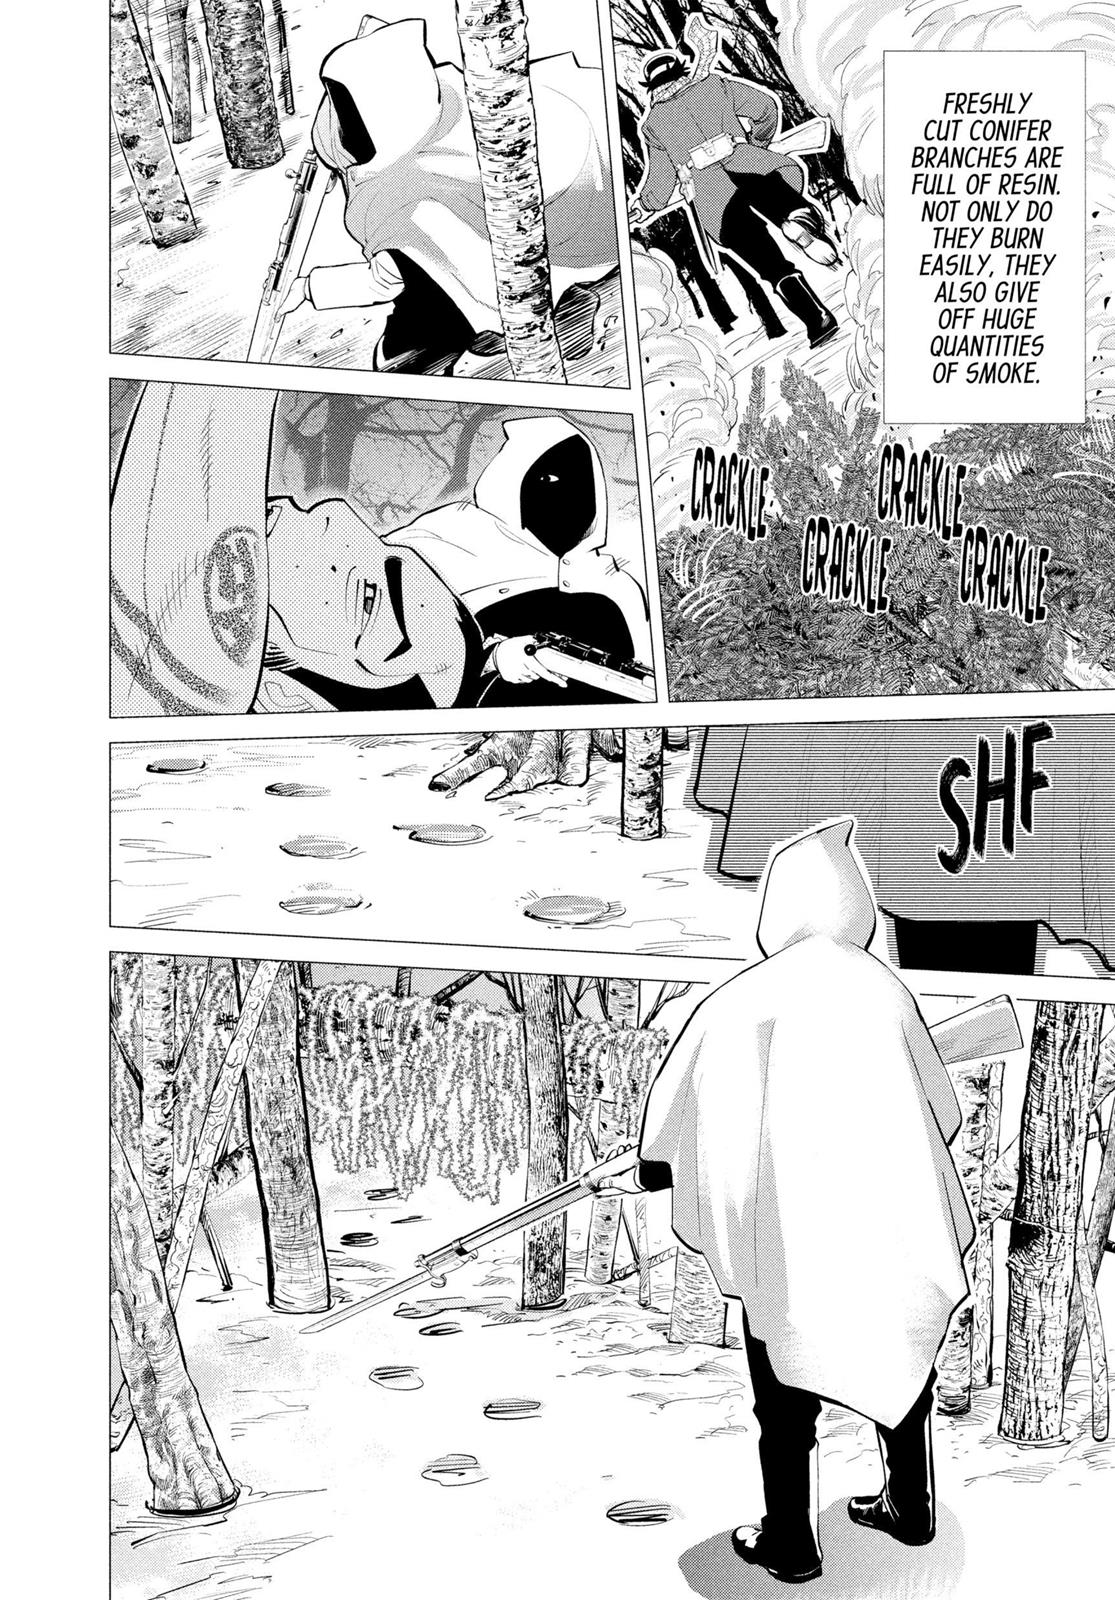 FRESHLY
CUT CONIFER
BRANCHES ARE
FULL OF RESIN.
NOT ONLY DO
THEY BURN
EASILY, THEY
ALSO GIVE
OFF HUGE
QUANTITIES
OF SMOKE.
CRACKLE
CRACKLE
CRACKLE
CRACKLE
SHF